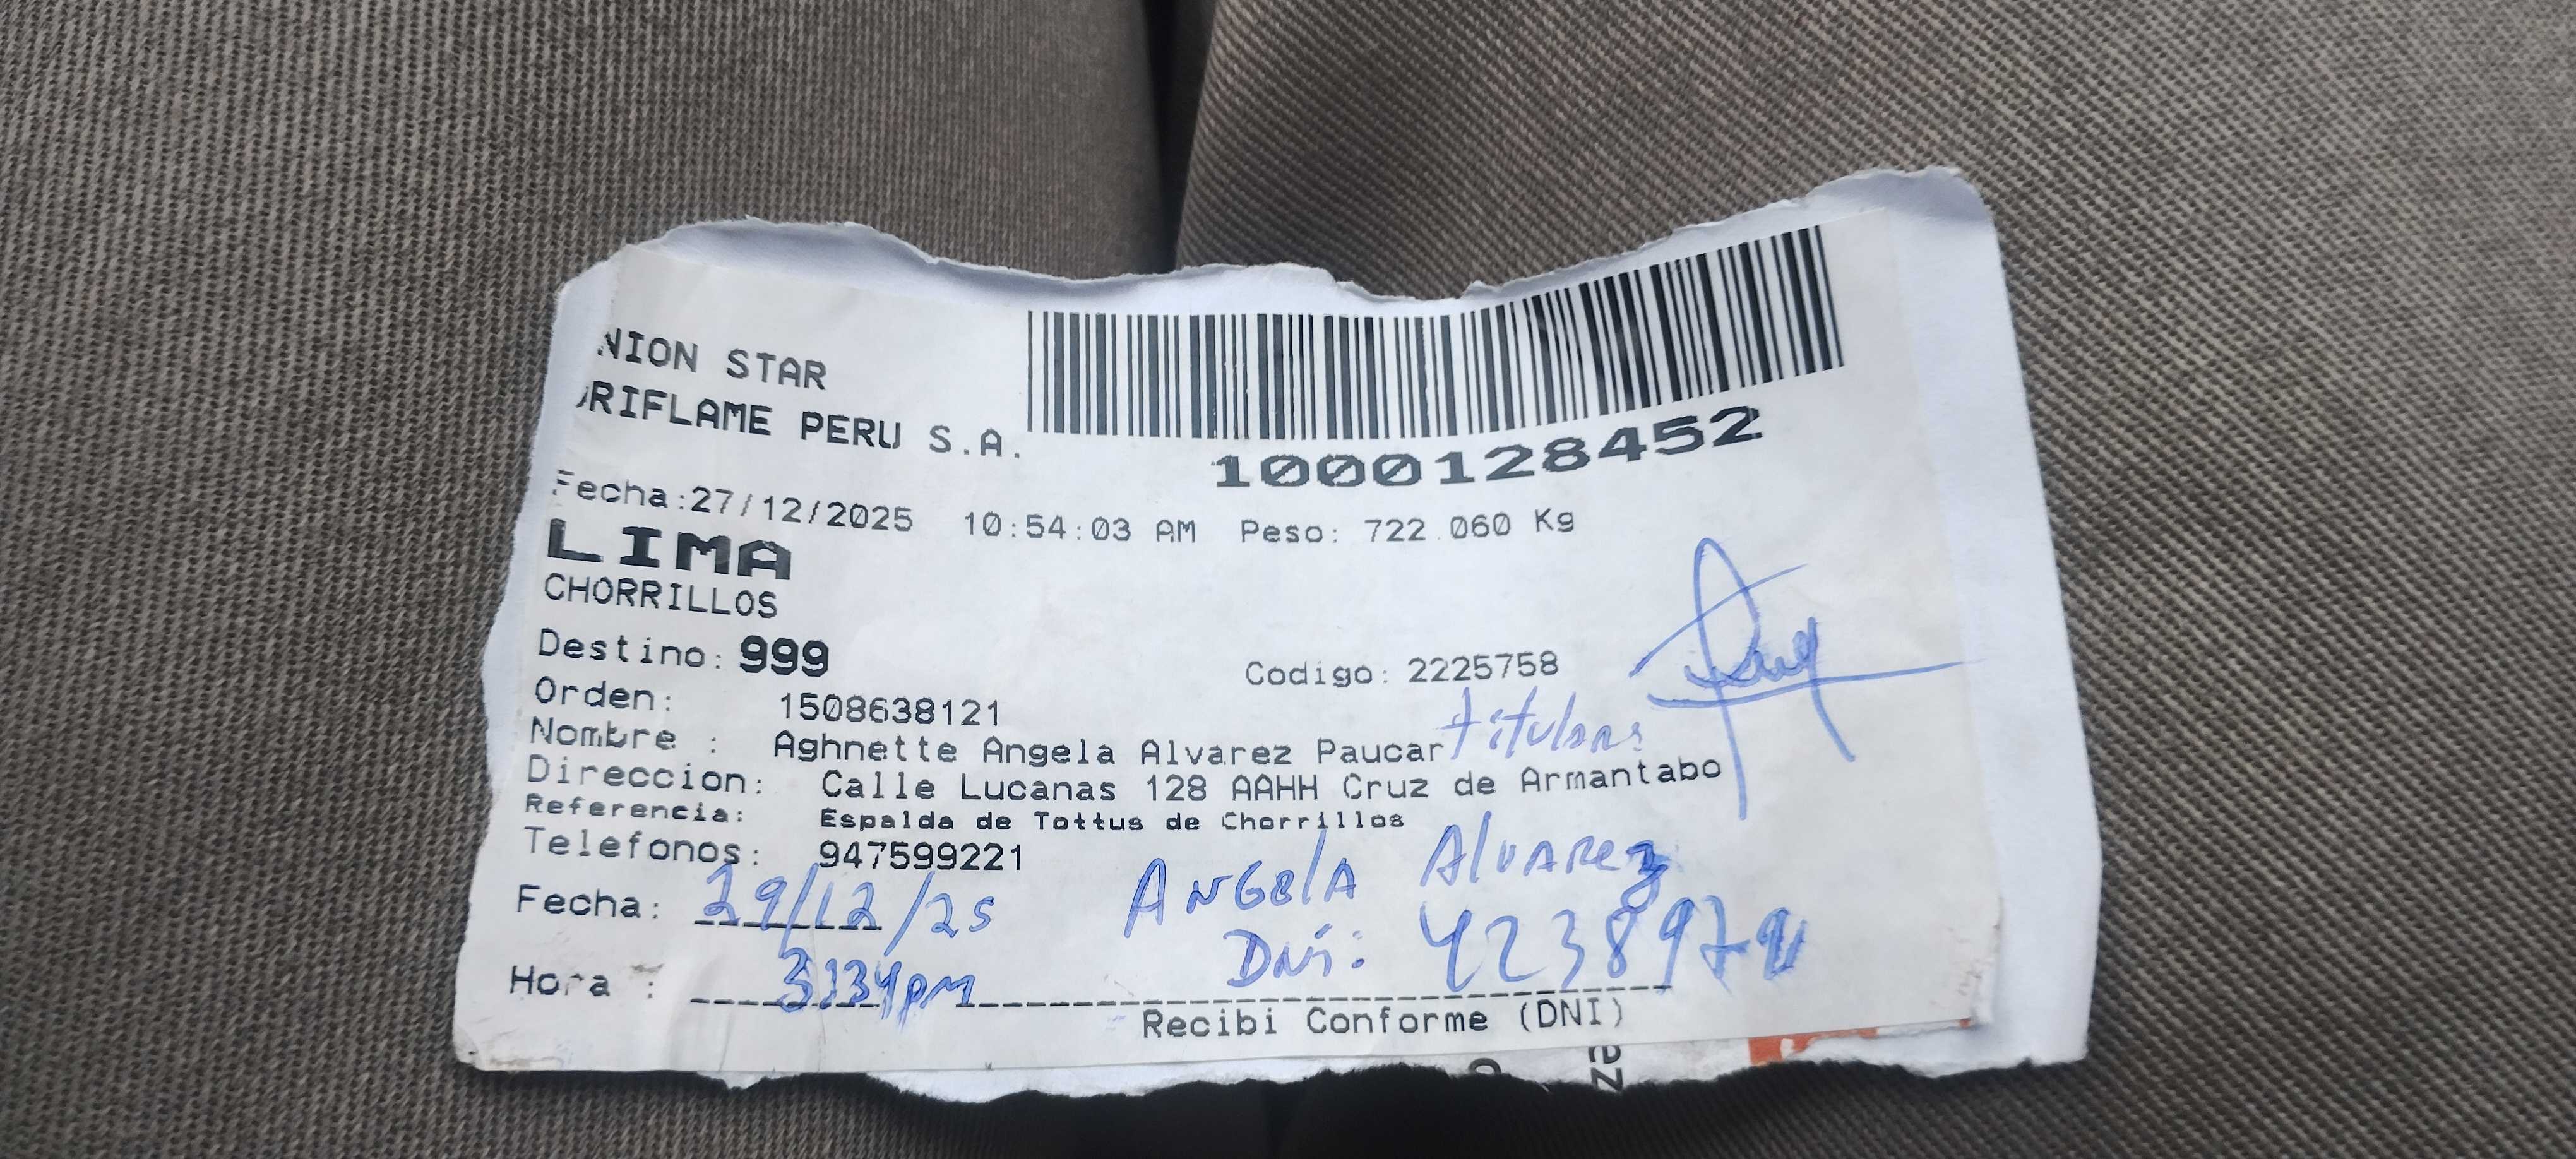 NION STAR
ORIFLAME PERU S.A.
1000128452
Fecha:27/12/2025 10:54:03 AM Peso: 722.060 Kg
LIMA
CHORRILLOS
Destino: 999
Codigo: 2225758
Orden: 1508638121
Nombre : Aghnette Angela Alvarez Paucar titular
Direccion: Calle Lucanas 128 AAHH Cruz de Armantabo
Referencia: Espalda de Tottus de Chorrillos
Telefonos: 947599221
Angela Alvarez
Fecha: 29/12/25
Dni:
Hora : 3:34pm
Recibi Conforme (DNI)
ez